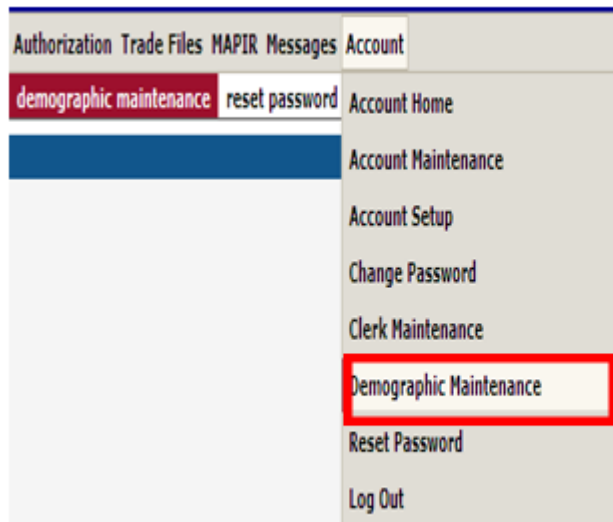 Authorization Trade Files MAPIR Messages Account
demographic maintenance reset password
Account Home
Account Maintenance
Account Setup
Change Password
Clerk Maintenance
Demographic Maintenance
Reset Password
Log Out